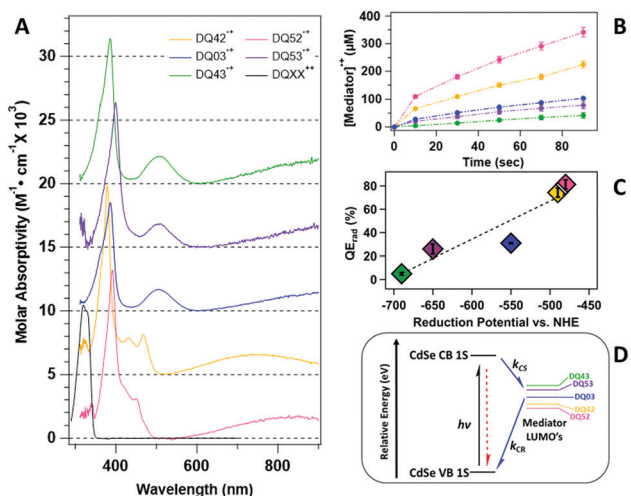 A
DQ42·+
DQ03·+
DQ43·+
DQ52·+
DQ53·+
DQXX++
Molar Absorptivity (M⁻¹ • cm⁻¹ X 10³)
30
25
20
15
10
5
0
400
500
600
700
800
Wavelength (nm)
B
[Mediator]·+ (µM)
400
300
200
100
0
0
20
40
60
80
Time (sec)
C
QErad (%)
80
60
40
20
0
-700
-650
-600
-550
-500
-450
Reduction Potential vs. NHE
D
Relative Energy (eV)
CdSe CB 1S
kCS
DQ43
DQ53
DQ03
DQ42
DQ52
hv
Mediator
LUMO's
kCR
CdSe VB 1S